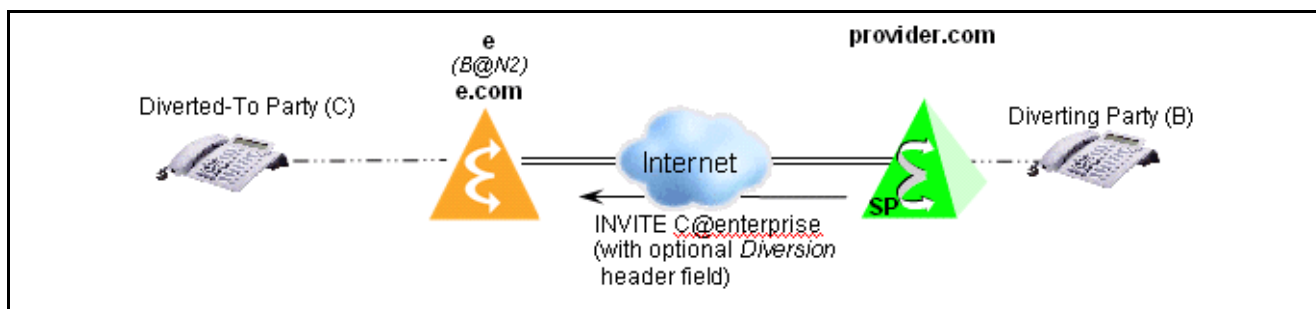 e
(B@N2)
e.com
provider.com
Diverted-To Party (C)
Diverting Party (B)
Internet
SP
INVITE C@enterprise
(with optional Diversion
header field)